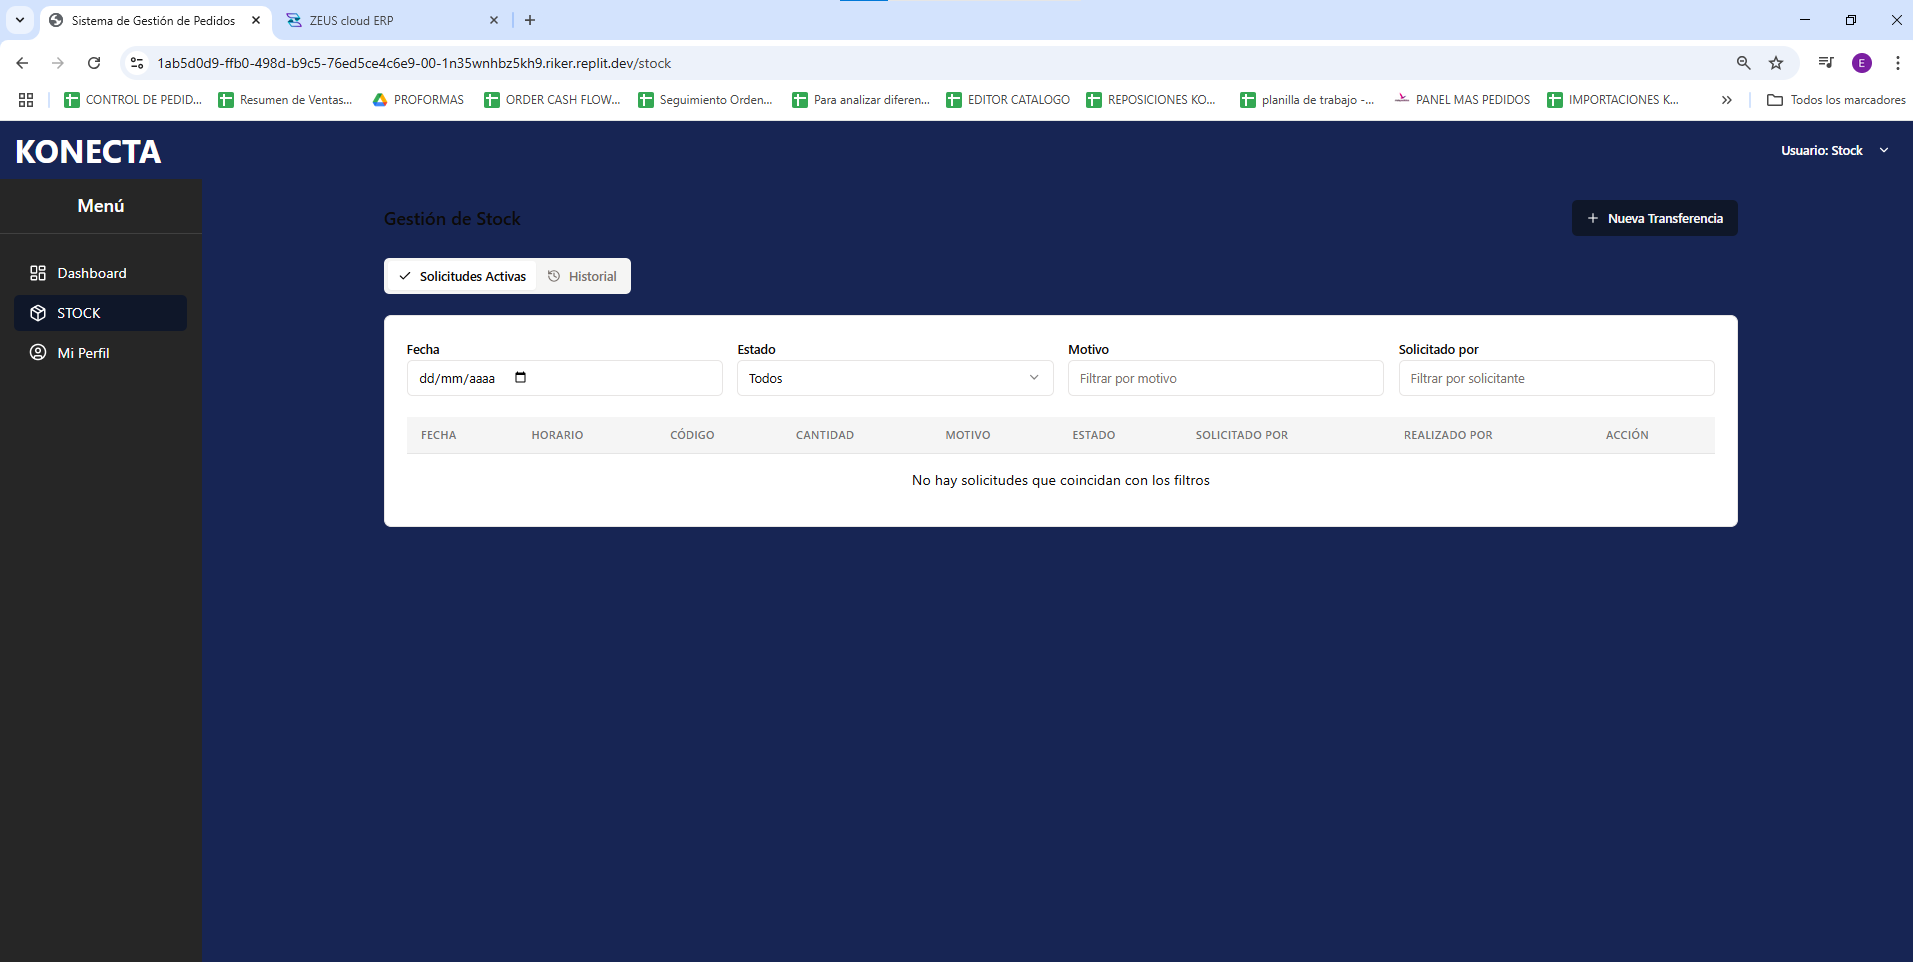 Sistema de Gestión de Pedidos
ZEUS cloud ERP
1ab5d0d9-ffb0-498d-b9c5-76ed5ce4c6e9-00-1n35wnhbz5kh9.riker.replit.dev/stock
E
CONTROL DE PEDID...
Resumen de Ventas...
PROFORMAS
ORDER CASH FLOW...
Seguimiento Orden...
Para analizar diferen...
EDITOR CATALOGO
REPOSICIONES KO...
planilla de trabajo -...
PANEL MAS PEDIDOS
IMPORTACIONES K...
Todos los marcadores
KONECTA
Usuario: Stock
Menú
Dashboard
STOCK
Mi Perfil
Gestión de Stock
+ Nueva Transferencia
Solicitudes Activas
Historial
Fecha
Estado
Motivo
Solicitado por
dd/mm/aaaa
Todos
Filtrar por motivo
Filtrar por solicitante
FECHA
HORARIO
CÓDIGO
CANTIDAD
MOTIVO
ESTADO
SOLICITADO POR
REALIZADO POR
ACCIÓN
No hay solicitudes que coincidan con los filtros